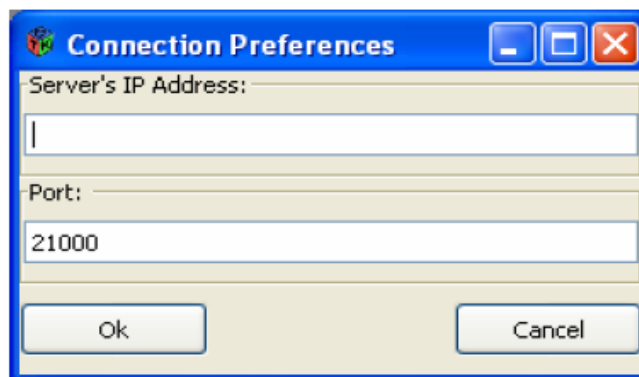 Connection Preferences
Server's IP Address:
Port:
21000
Ok
Cancel